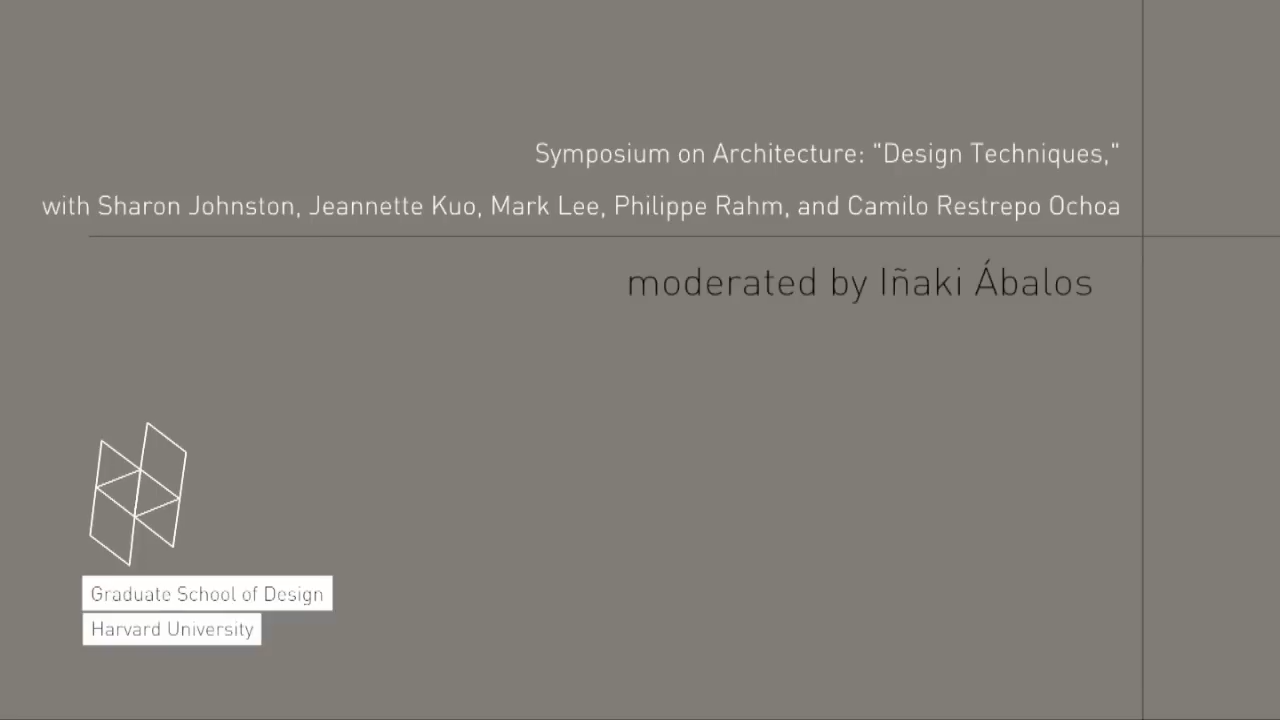 Symposium on Architecture: "Design Techniques,"
with Sharon Johnston, Jeannette Kuo, Mark Lee, Philippe Rahm, and Camilo Restrepo Ochoa
moderated by Iñaki Ábalos
Graduate School of Design
Harvard University